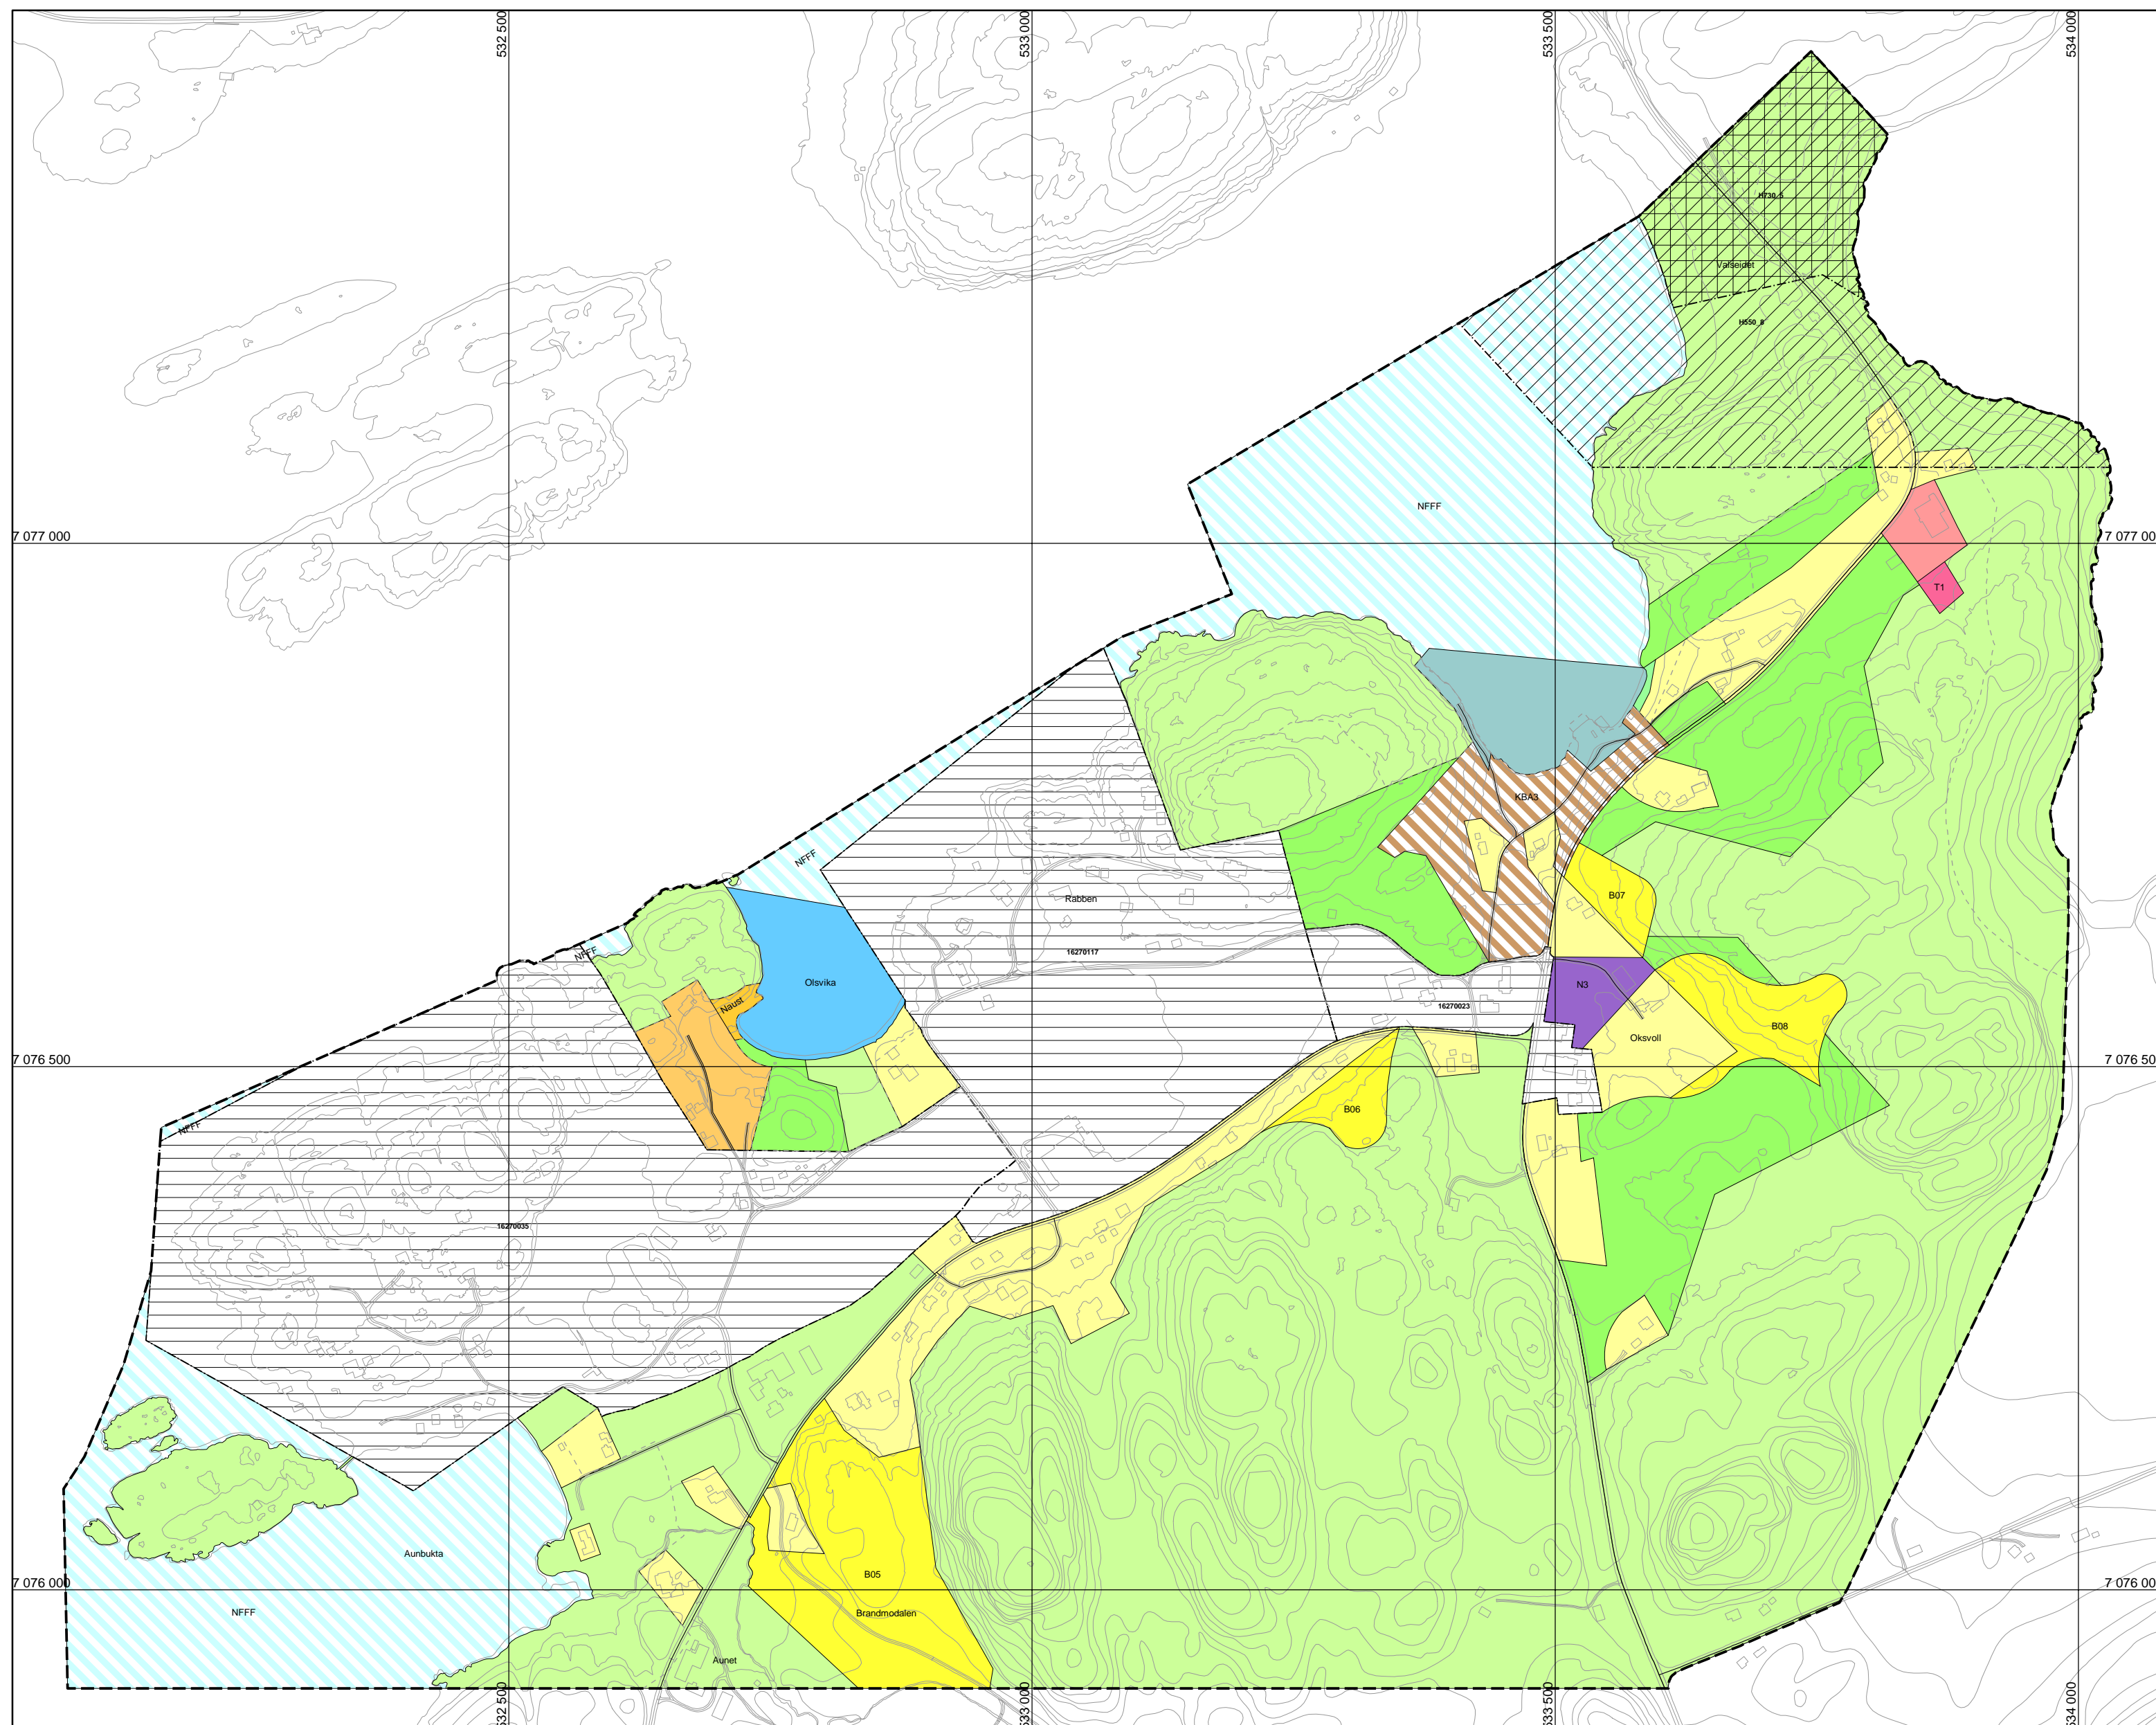 532 500
533 000
533 500
534 000
H730_5
Valseidet
H550_6
NFFF
7 077 000
7 077 00
T1
KBA3
NFFF
Rabben
B07
16270117
NFFF
Olsvika
N3
Naust
16270023
B08
Oksvoll
7 076 500
7 076 50
B06
NFFF
16270035
Aunbukta
B05
7 076 000
7 076 00
NFFF
Brandmodalen
Aunet
532 500
533 000
533 500
534 000